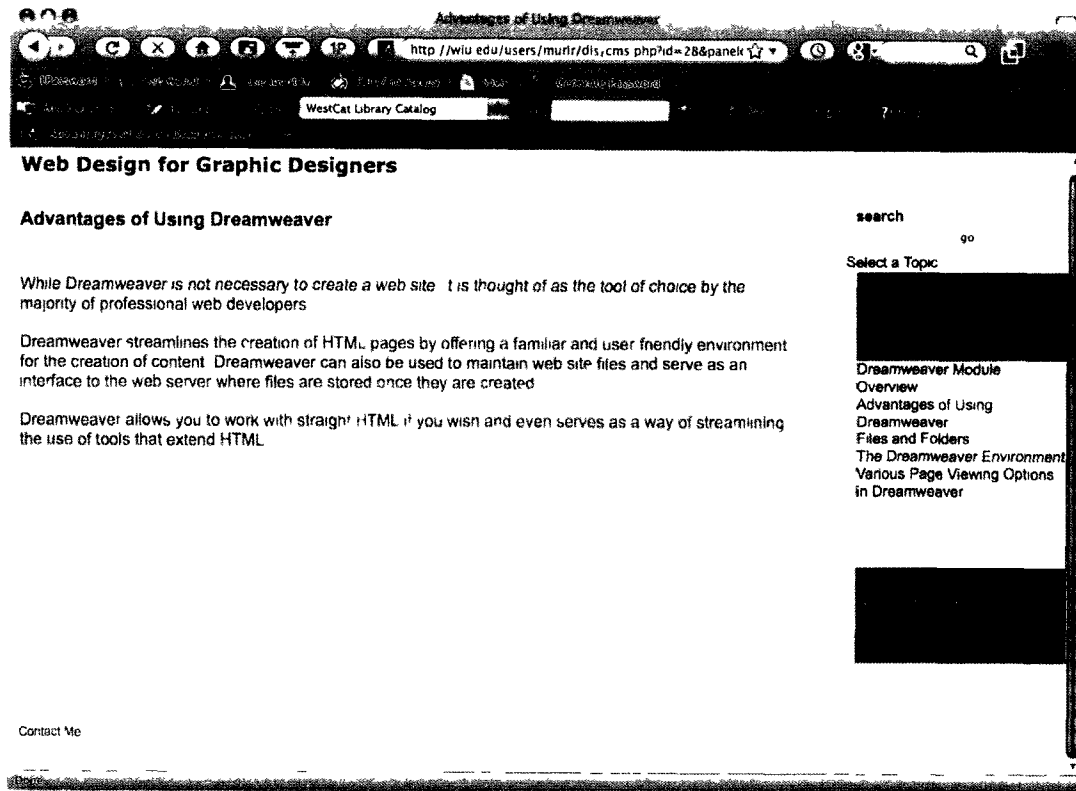 Advantages of Using Dreamweaver
http //wiu edu/users/murlr/dis,cms php?id=28&panelc
WestCat Library Catalog
Web Design for Graphic Designers
Advantages of Using Dreamweaver
search
go
Select a Topic
While Dreamweaver is not necessary to create a web site t is thought of as the tool of choice by the
majority of professional web developers
Dreamweaver streamlines the creation of HTML pages by offering a familiar and user friendly environment
for the creation of content Dreamweaver can also be used to maintain web site files and serve as an
interface to the web server where files are stored once they are created
Dreamweaver allows you to work with straight HTML if you wish and even serves as a way of streamlining
the use of tools that extend HTML
Dreamweaver Module
Overview
Advantages of Using
Dreamweaver
Files and Folders
The Dreamweaver Environment
Various Page Viewing Options
in Dreamweaver
Contact Me
Done